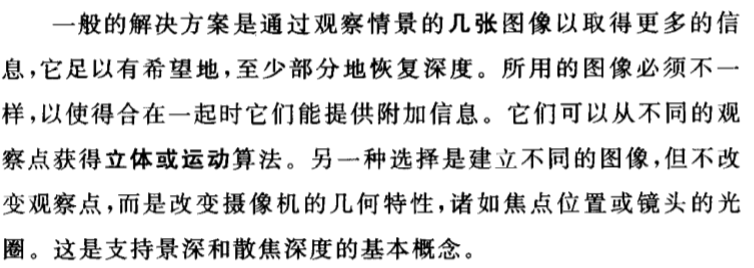 一般的解决方案是通过观察情景的几张图像以取得更多的信
息,它足以有希望地,至少部分地恢复深度。所用的图像必须不一
样,以使得合在一起时它们能提供附加信息。它们可以从不同的观
察点获得立体或运动算法。另一种选择是建立不同的图像,但不改
变观察点,而是改变摄像机的几何特性,诸如焦点位置或镜头的光
圈。这是支持景深和散焦深度的基本概念。